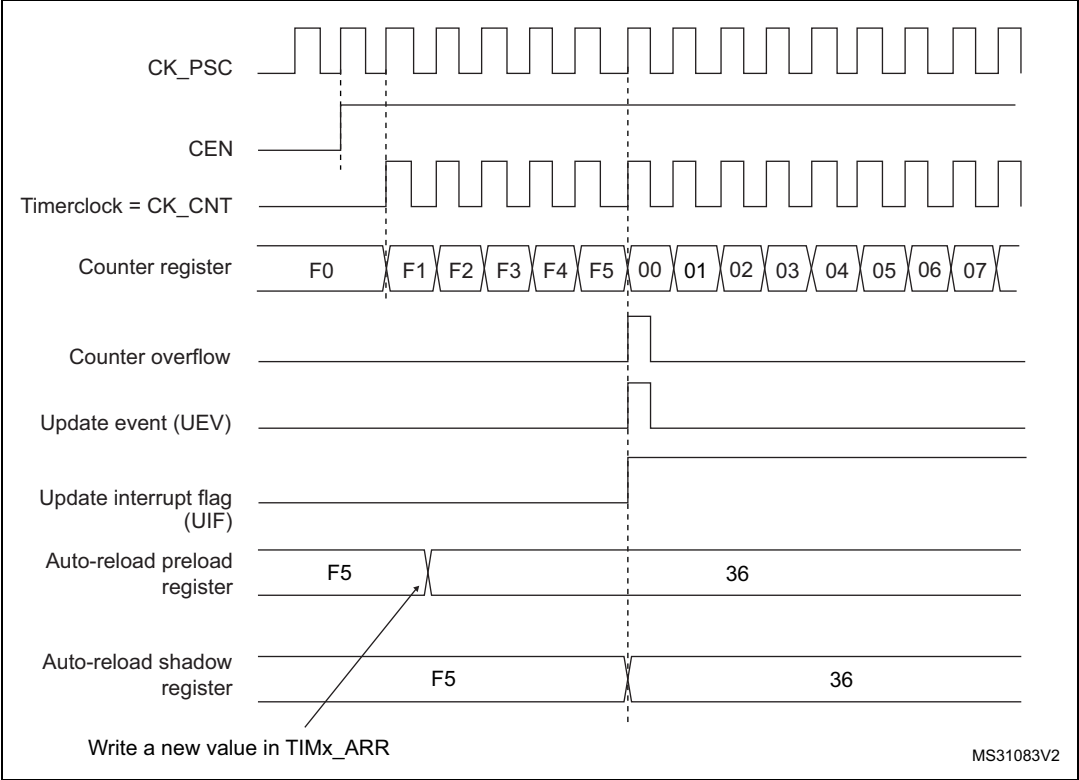 CK_PSC
CEN
Timerclock = CK_CNT
Counter register
F0 F1 F2 F3 F4 F5 00 01 02 03 04 05 06 07
Counter overflow
Update event (UEV)
Update interrupt flag
(UIF)
Auto-reload preload
register
F5 36
Auto-reload shadow
register
F5 36
Write a new value in TIMx_ARR
MS31083V2